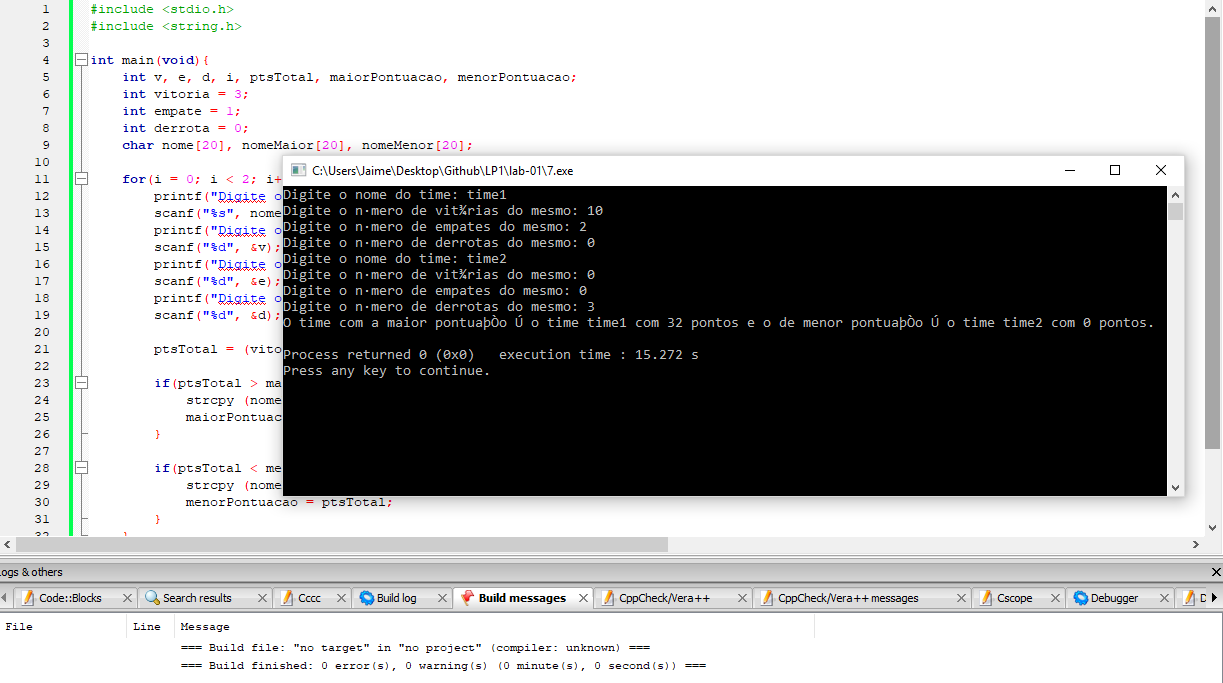 1 #include <stdio.h>
2 #include <string.h>
3
4 int main(void){
5 int v, e, d, i, ptsTotal, maiorPontuacao, menorPontuacao;
6 int vitoria = 3;
7 int empate = 1;
8 int derrota = 0;
9 char nome[20], nomeMaior[20], nomeMenor[20];
10
11 for(i = 0; i < 2; i+
12 printf("Digite o
13 scanf("%s", nome
14 printf("Digite o
15 scanf("%d", &v);
16 printf("Digite o
17 scanf("%d", &e);
18 printf("Digite o
19 scanf("%d", &d);
20
21 ptsTotal = (vito
22
23 if(ptsTotal > ma
24 strcpy (nome
25 maiorPontuac
26 }
27
28 if(ptsTotal < me
29 strcpy (nome
30 menorPontuacao = ptsTotal;
31 }
32 }
C:\Users\Jaime\Desktop\Github\LP1\lab-01\7.exe
Digite o nome do time: time1
Digite o n·mero de vit¾rias do mesmo: 10
Digite o n·mero de empates do mesmo: 2
Digite o n·mero de derrotas do mesmo: 0
Digite o nome do time: time2
Digite o n·mero de vit¾rias do mesmo: 0
Digite o n·mero de empates do mesmo: 0
Digite o n·mero de derrotas do mesmo: 3
O time com a maior pontuaþÒo Ú o time time1 com 32 pontos e o de menor pontuaþÒo Ú o time time2 com 0 pontos.
Process returned 0 (0x0) execution time : 15.272 s
Press any key to continue.
ogs & others
Code::Blocks Search results Cccc Build log Build messages CppCheck/Vera++ CppCheck/Vera++ messages Cscope Debugger D
File Line Message
=== Build file: "no target" in "no project" (compiler: unknown) ===
=== Build finished: 0 error(s), 0 warning(s) (0 minute(s), 0 second(s)) ===